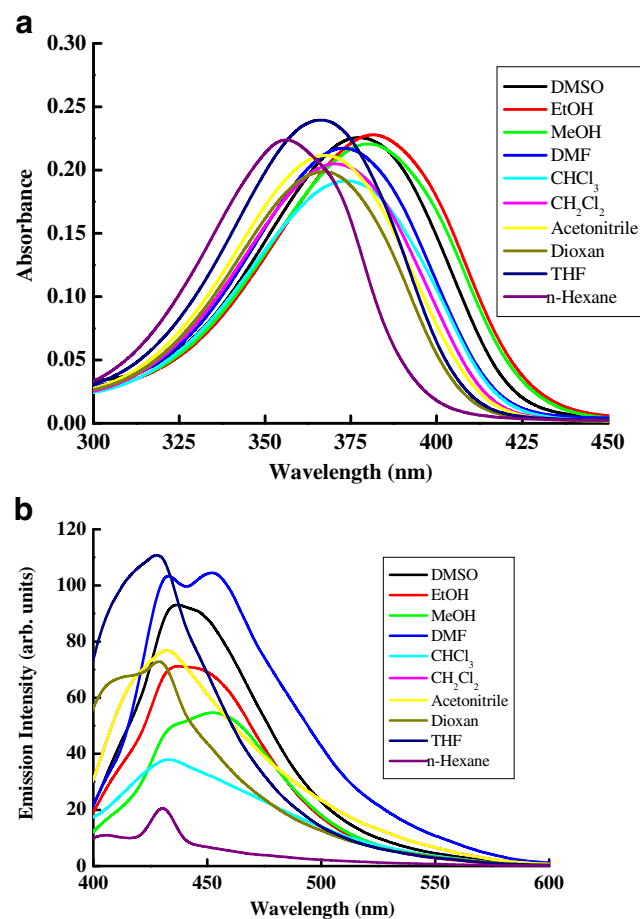 a
0.30
0.25
0.20
0.15
0.10
0.05
0.00
Absorbance
300 325 350 375 400 425 450
Wavelength (nm)
DMSO
EtOH
MeOH
DMF
CHCl3
CH2Cl2
Acetonitrile
Dioxan
THF
n-Hexane
b
120
100
80
60
40
20
0
Emission Intensity (arb. units)
400 450 500 550 600
Wavelength (nm)
DMSO
EtOH
MeOH
DMF
CHCl3
CH2Cl2
Acetonitrile
Dioxan
THF
n-Hexane